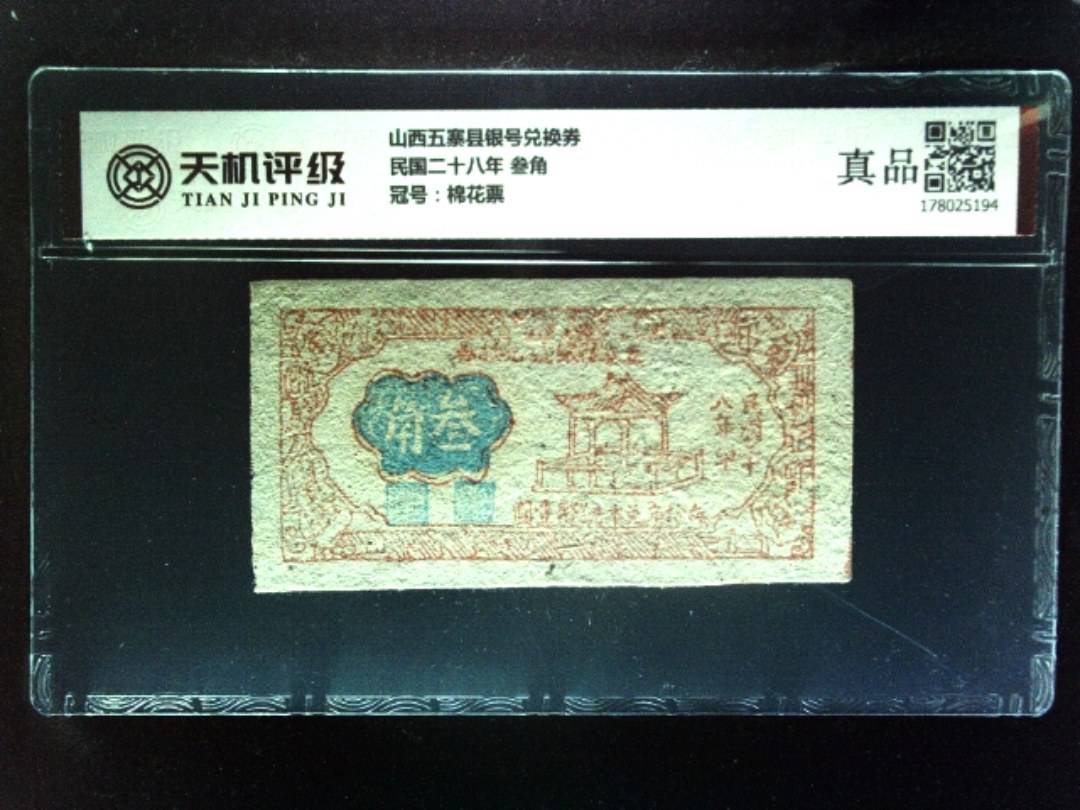 天机评级
TIAN JI PING JI
山西五寨县银号兑换券
民国二十八年 叁角
冠号：棉花票
真品
178025194
角叁